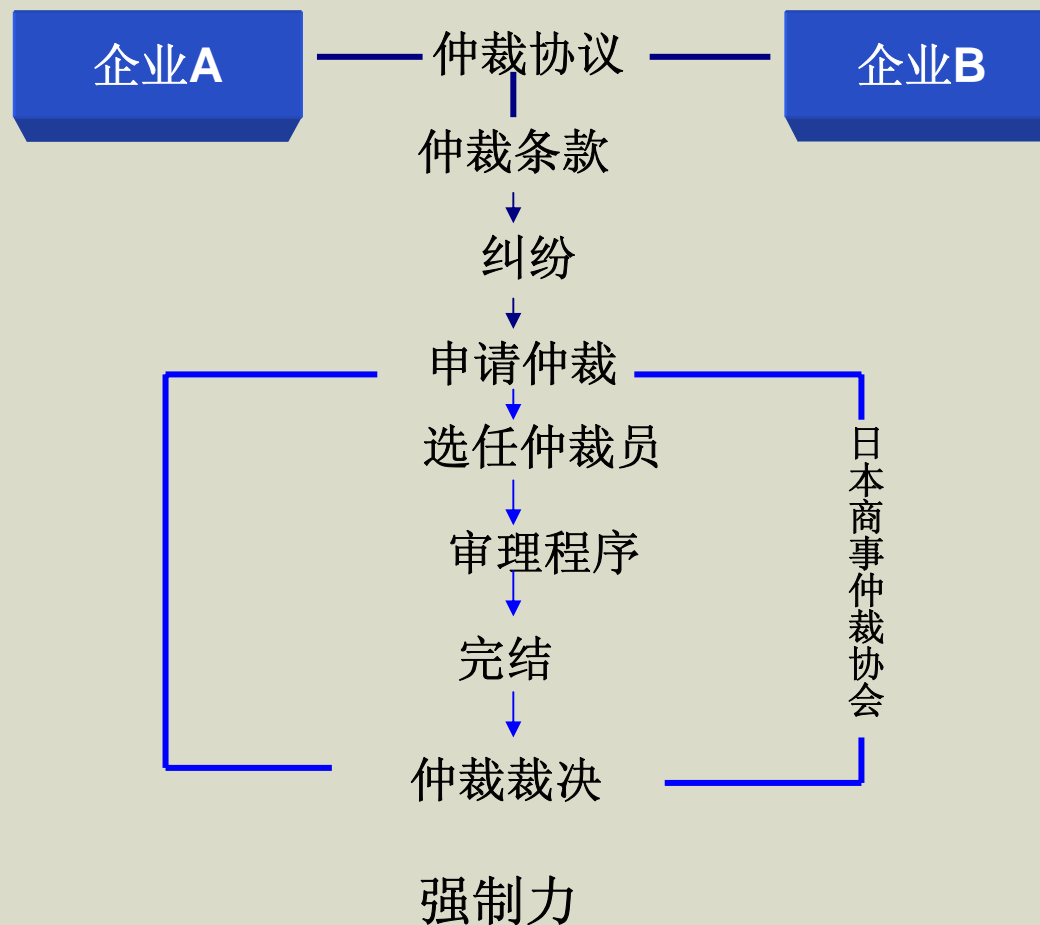 企业A
仲裁协议
企业B
仲裁条款
纠纷
申请仲裁
选任仲裁员
审理程序
完结
仲裁裁决
日本商事仲裁协会
强制力